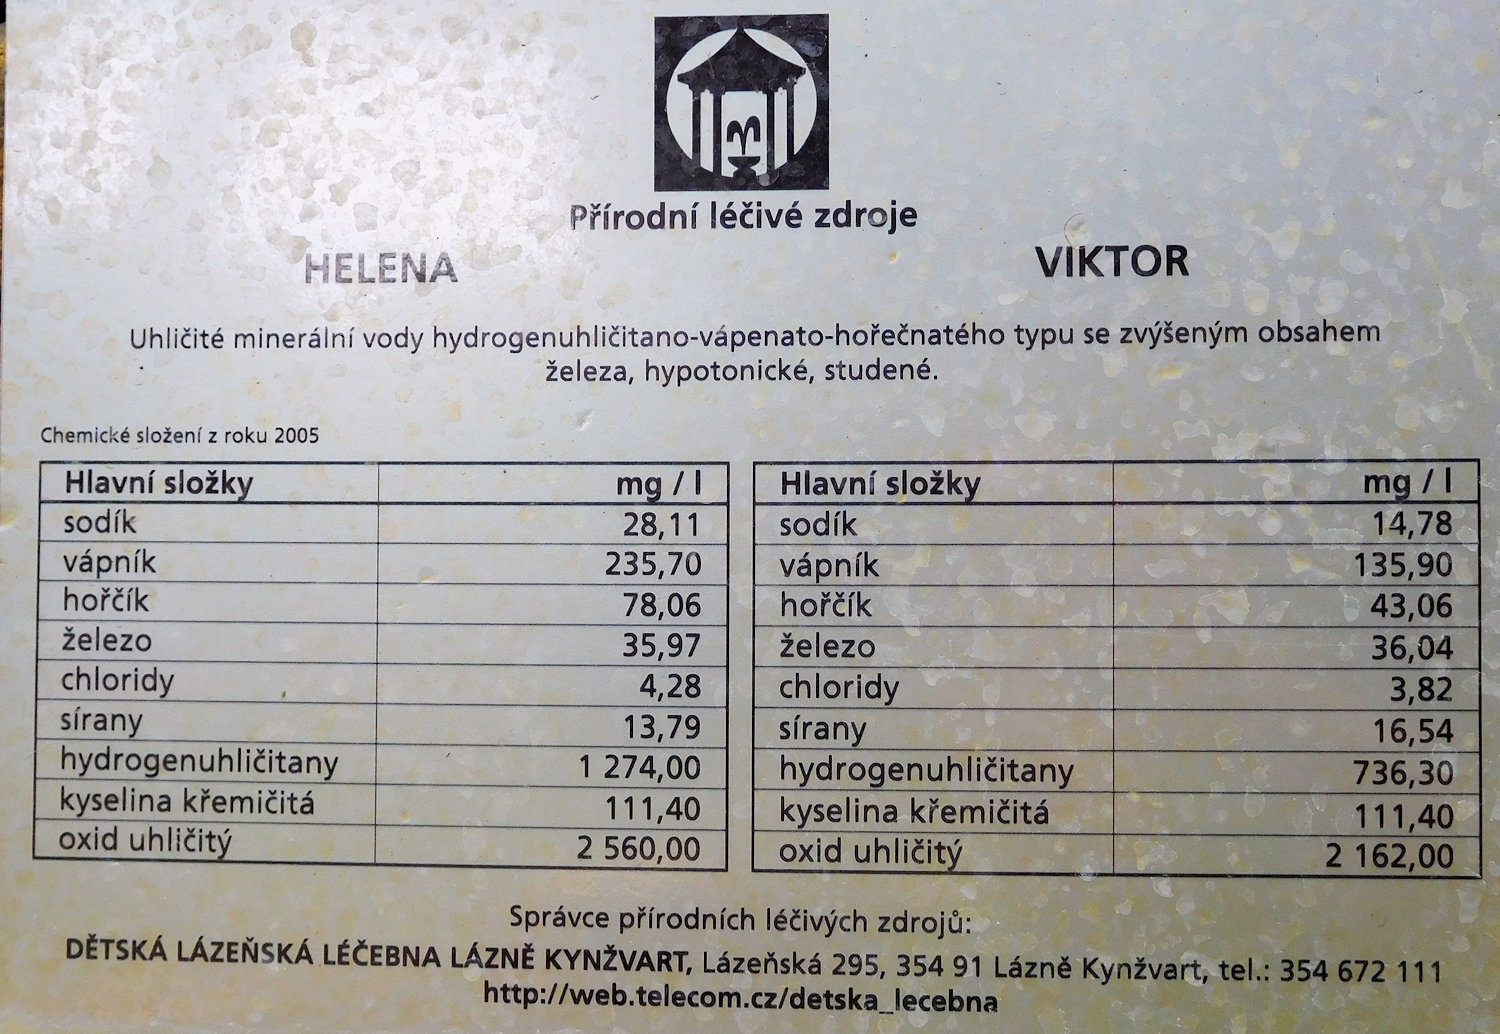 Přírodní léčivé zdroje
HELENA
VIKTOR
Uhličité minerální vody hydrogenuhličitano-vápenato-hořečnatého typu se zvýšeným obsahem
železa, hypotonické, studené.
Chemické složení z roku 2005
Hlavní složky mg / l
sodík 28,11
vápník 235,70
hořčík 78,06
železo 35,97
chloridy 4,28
sírany 13,79
hydrogenuhličitany 1 274,00
kyselina křemičitá 111,40
oxid uhličitý 2 560,00
Hlavní složky mg / l
sodík 14,78
vápník 135,90
hořčík 43,06
železo 36,04
chloridy 3,82
sírany 16,54
hydrogenuhličitany 736,30
kyselina křemičitá 111,40
oxid uhličitý 2 162,00
Správce přírodních léčivých zdrojů:
DĚTSKÁ LÁZEŇSKÁ LÉČEBNA LÁZNĚ KYNŽVART, Lázeňská 295, 354 91 Lázně Kynžvart, tel.: 354 672 111
http://web.telecom.cz/detska_lecebna